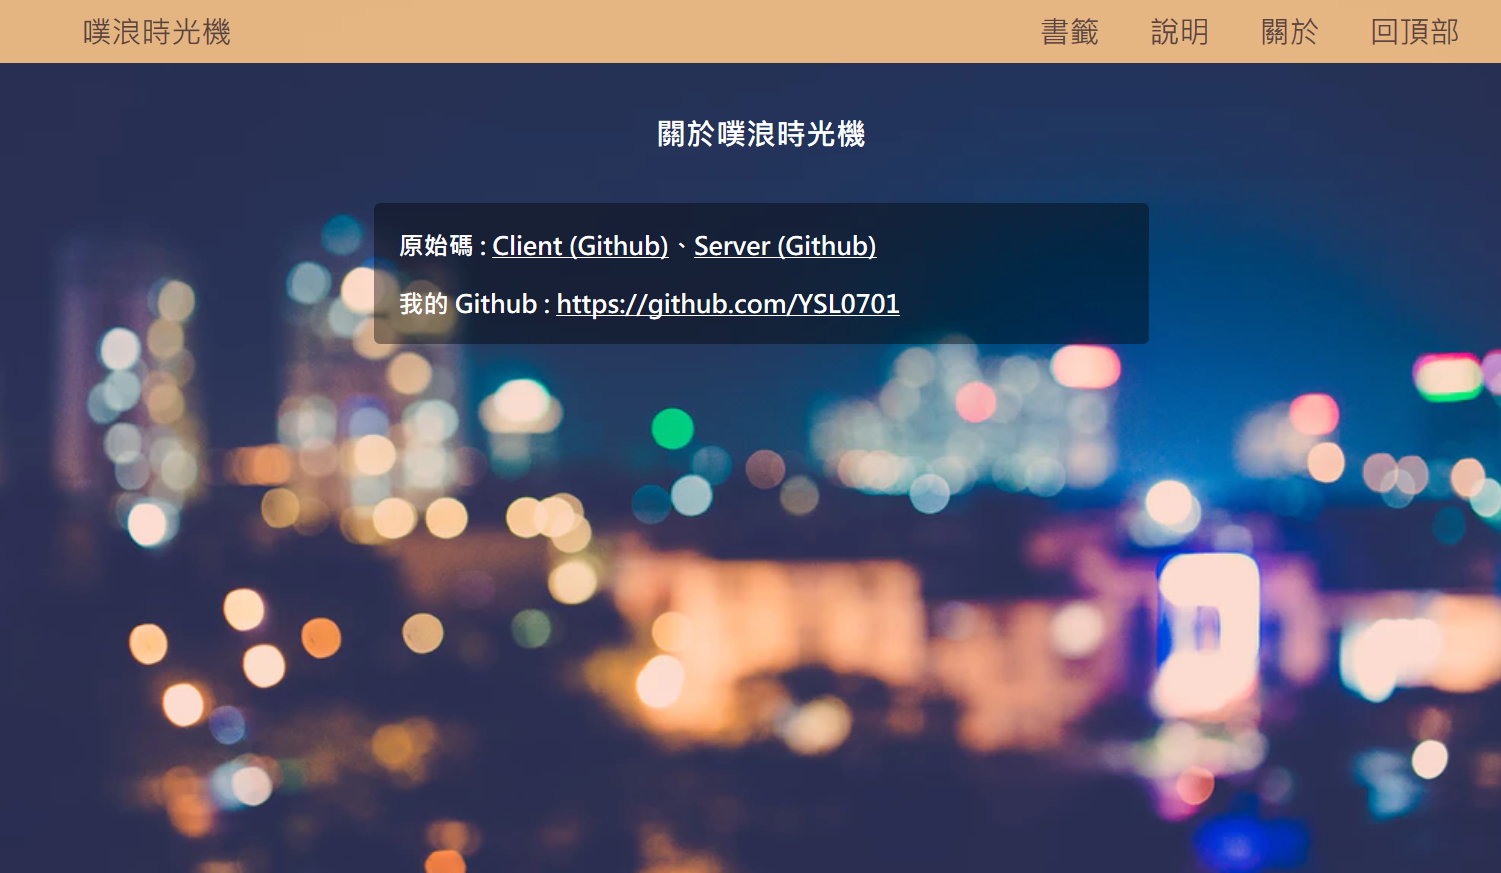 噗浪時光機 書籤 說明 關於 回頂部
關於噗浪時光機
原始碼 : Client (Github)、Server (Github)
我的 Github : https://github.com/YSL0701